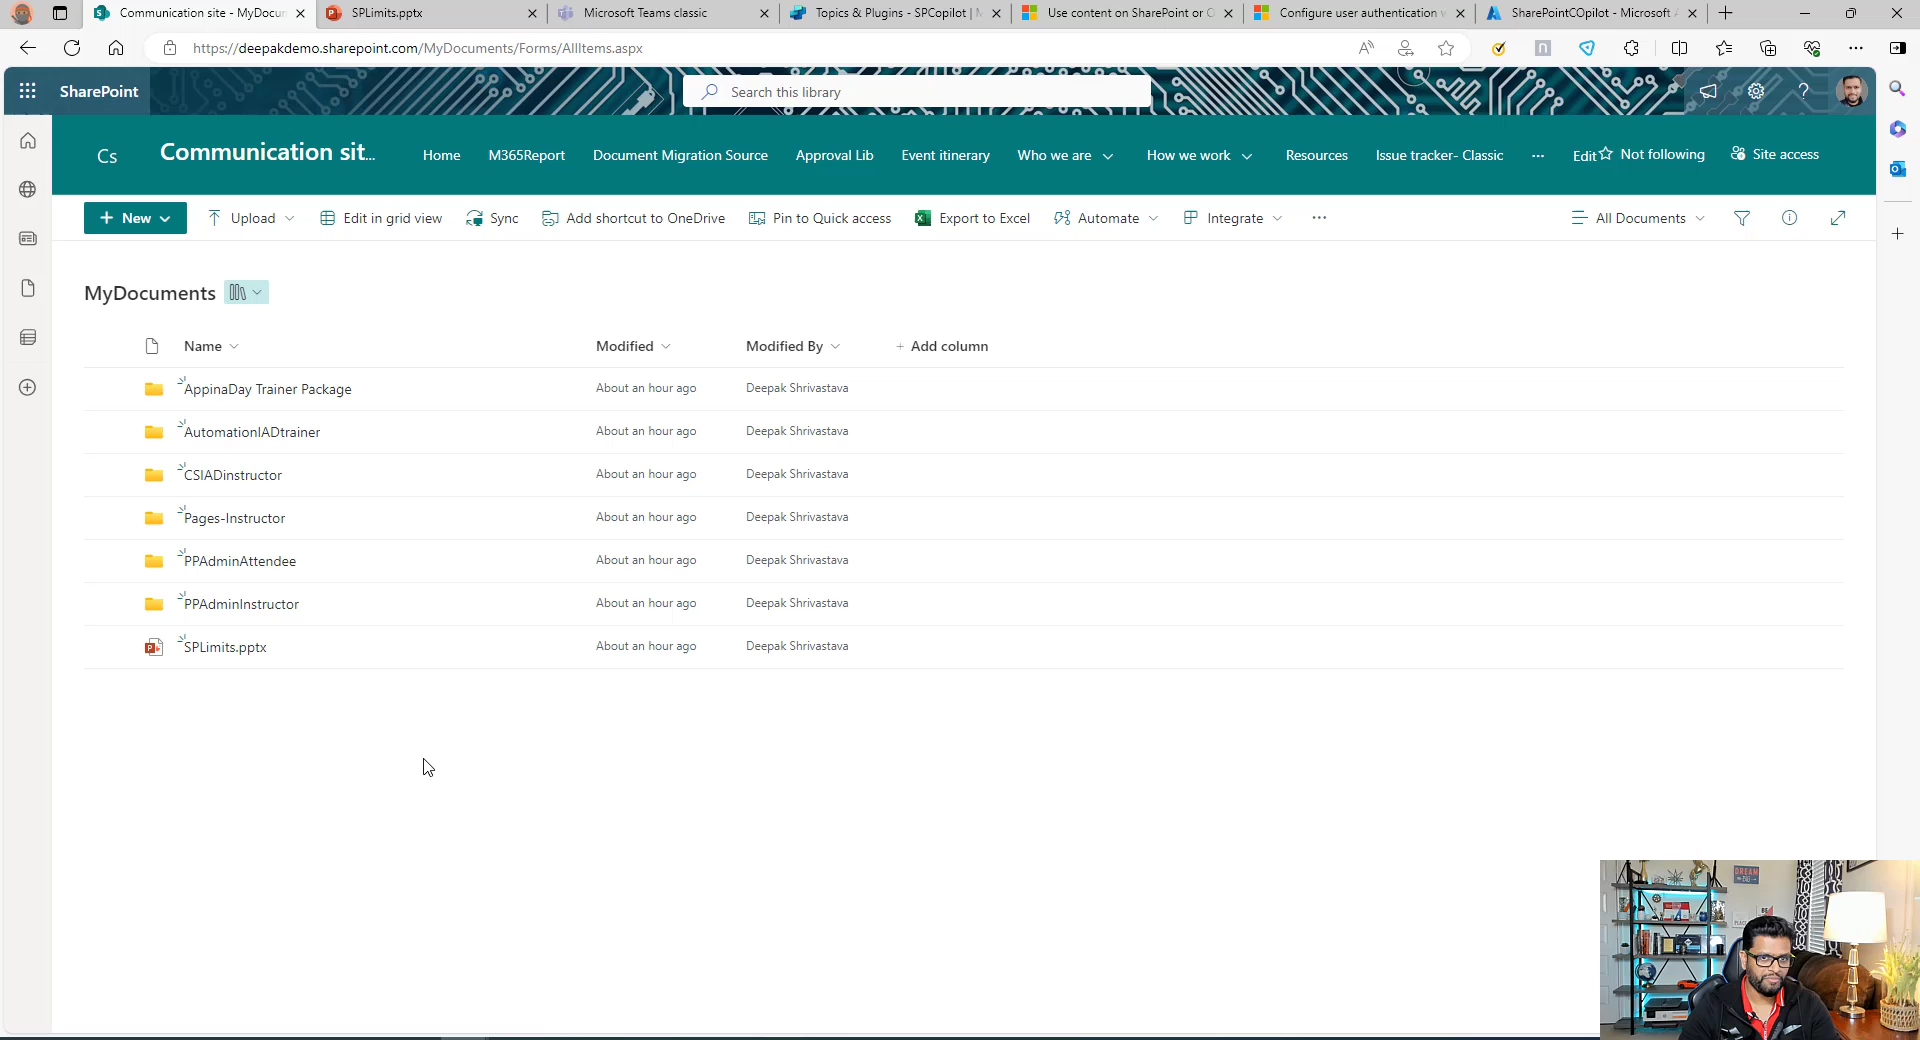 Communication site - MyDocun
SPLimits.pptx
Microsoft Teams classic
Topics & Plugins - SPCopilot | M
Use content on SharePoint or O
Configure user authentication w
SharePointCOpilot - Microsoft A
https://deepakdemo.sharepoint.com/MyDocuments/Forms/AllItems.aspx
SharePoint
Search this library
Cs
Communication sit...
Home
M365Report
Document Migration Source
Approval Lib
Event itinerary
Who we are
How we work
Resources
Issue tracker- Classic
Edit
Not following
Site access
New
Upload
Edit in grid view
Sync
Add shortcut to OneDrive
Pin to Quick access
Export to Excel
Automate
Integrate
All Documents
MyDocuments
Name Modified Modified By + Add column
AppinaDay Trainer Package About an hour ago Deepak Shrivastava
AutomationIADtrainer About an hour ago Deepak Shrivastava
CSIADinstructor About an hour ago Deepak Shrivastava
Pages-Instructor About an hour ago Deepak Shrivastava
PPAdminAttendee About an hour ago Deepak Shrivastava
PPAdminInstructor About an hour ago Deepak Shrivastava
SPLimits.pptx About an hour ago Deepak Shrivastava
DREAM
BIG